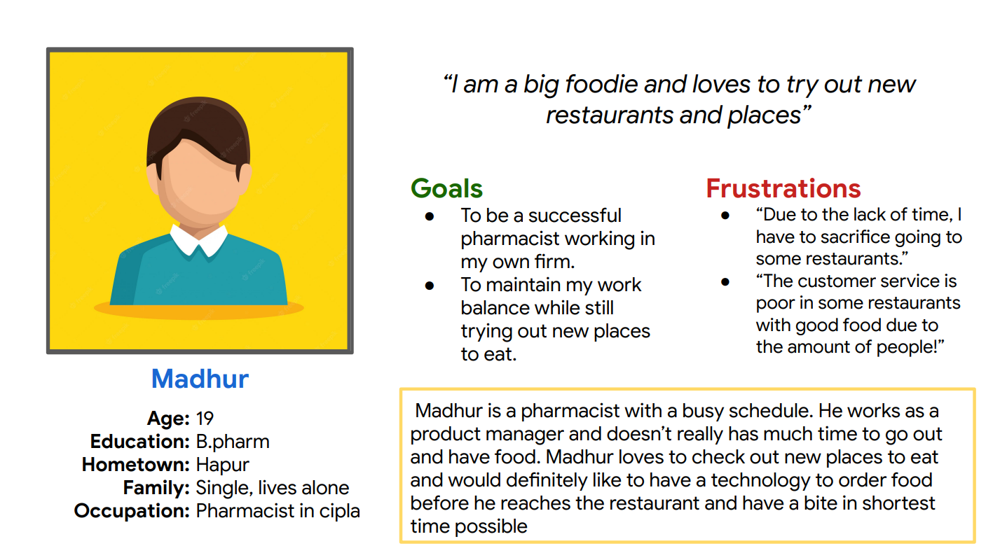 “I am a big foodie and loves to try out new
restaurants and places”
Goals
● To be a successful
pharmacist working in
my own firm.
● To maintain my work
balance while still
trying out new places
to eat.
Frustrations
● “Due to the lack of time, I
have to sacrifice going to
some restaurants.”
● “The customer service is
poor in some restaurants
with good food due to
the amount of people!”
Madhur
Age: 19
Education: B.pharm
Hometown: Hapur
Family: Single, lives alone
Occupation: Pharmacist in cipla
Madhur is a pharmacist with a busy schedule. He works as a
product manager and doesn’t really has much time to go out
and have food. Madhur loves to check out new places to eat
and would definitely like to have a technology to order food
before he reaches the restaurant and have a bite in shortest
time possible